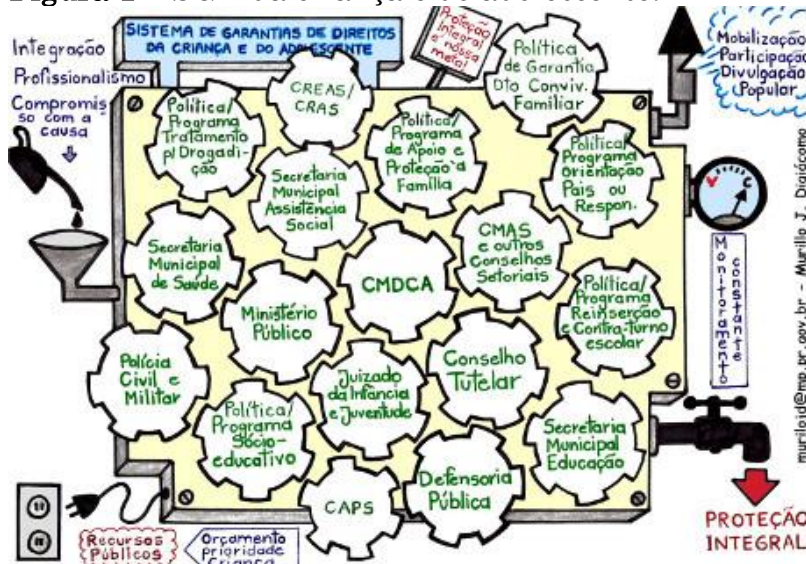 SISTEMA DE GARANTIAS DE DIREITOS
DA CRIANÇA E DO ADOLESCENTE
Integração
Profissionalismo
Compromis
so com a
causa
Proteção
Integral
é nossa
meta!
Mobilização
Participação
Divulgação
Popular
Política/
Programa
Tratamento
p/ Drogadi-
ção
CREAS/
CRAS
Política/
Programa
de Apoio e
Proteção à
Família
Política
de Garantia
Dto Conviv.
Familiar
Secretaria
Municipal
Assistência
Social
Política/
Programa
Orientação
Pais ou
Respon.
Secretaria
Municipal
de Saúde
CMDCA
CMAS
e outros
Conselhos
Setoriais
Ministério
Público
Política/
Programa
Reinserção
e Contra-turno
escolar
Polícia
Civil e
Militar
Juizado
da Infância
e Juventude
Conselho
Tutelar
Política/
Programa
Sócio-
educativo
Secretaria
Municipal
Educação
CAPS
Defensoria
Pública
V
C
Monitoramento
constante
murilojd@mp.pr.gov.br - Murillo J. Digiácomo
Recursos
Públicos
Orçamento
prioridade
PROTEÇÃO
INTEGRAL